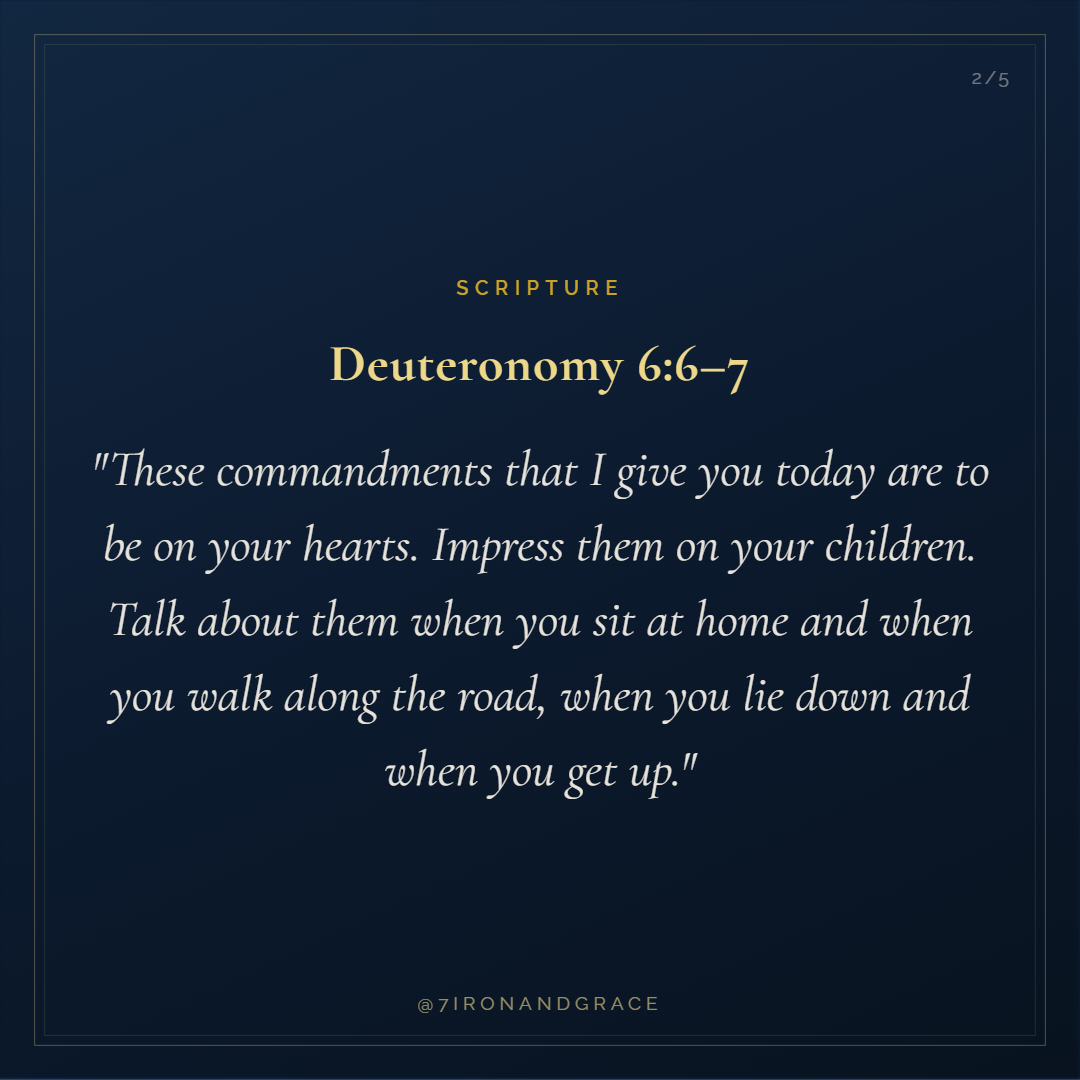 2/5
SCRIPTURE
Deuteronomy 6:6–7
"These commandments that I give you today are to
be on your hearts. Impress them on your children.
Talk about them when you sit at home and when
you walk along the road, when you lie down and
when you get up."
@7IRONANDGRACE